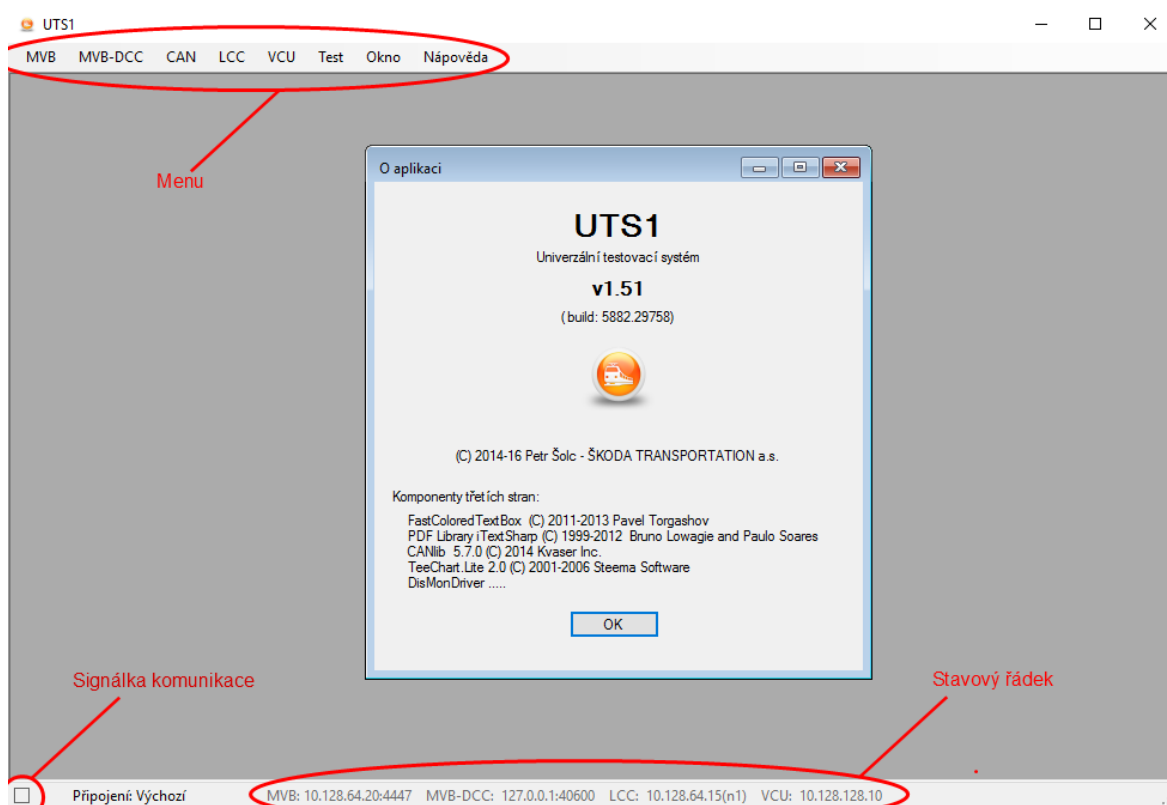 UTS1
MVB MVB-DCC CAN LCC VCU Test Okno Nápověda
Menu
O aplikaci
UTS1
Univerzální testovací systém
v1.51
(build: 5882.29758)
(C) 2014-16 Petr Šolc - ŠKODA TRANSPORTATION a.s.
Komponenty třetích stran:
FastColoredTextBox (C) 2011-2013 Pavel Torgashov
PDF Library iTextSharp (C) 1999-2012 Bruno Lowagie and Paulo Soares
CANlib 5.7.0 (C) 2014 Kvaser Inc.
TeeChart.Lite 2.0 (C) 2001-2006 Steema Software
DisMonDriver .....
OK
Signálka komunikace
Stavový řádek
Připojení: Výchozí MVB: 10.128.64.20:4447 MVB-DCC: 127.0.0.1:40600 LCC: 10.128.64.15(n1) VCU: 10.128.128.10